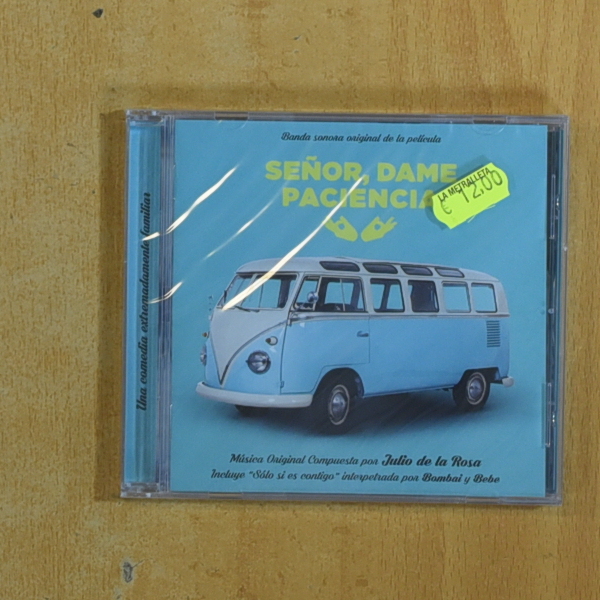 Banda sonora original de la película
SEÑOR, DAME
PACIENCIA
LA METRALLETA
€ 12,00
Una comedia extremadamente familiar
Música Original Compuesta por Julio de la Rosa
Incluye "Sólo si es contigo" interpretada por Bombai y Bebe